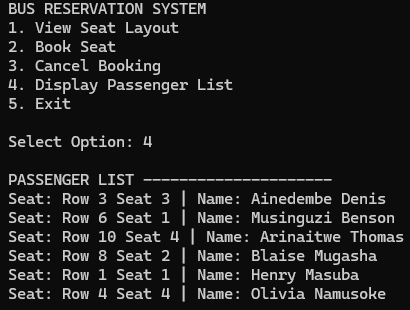 BUS RESERVATION SYSTEM
1. View Seat Layout
2. Book Seat
3. Cancel Booking
4. Display Passenger List
5. Exit
Select Option: 4
PASSENGER LIST ---------------------
Seat: Row 3 Seat 3 | Name: Ainedembe Denis
Seat: Row 6 Seat 1 | Name: Musinguzi Benson
Seat: Row 10 Seat 4 | Name: Arinaitwe Thomas
Seat: Row 8 Seat 2 | Name: Blaise Mugasha
Seat: Row 1 Seat 1 | Name: Henry Masuba
Seat: Row 4 Seat 4 | Name: Olivia Namusoke